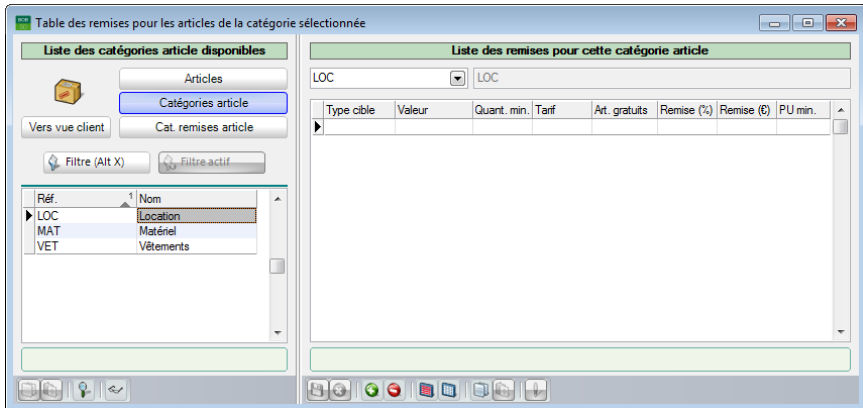 Table des remises pour les articles de la catégorie sélectionnée
Liste des catégories article disponibles
Articles
Catégories article
Vers vue client
Cat. remises article
Filtre (Alt X)
Filtre actif
Réf. 1 Nom
LOC Location
MAT Matériel
VET Vêtements
Liste des remises pour cette catégorie article
LOC LOC
Type cible Valeur Quant. min. Tarif Art. gratuits Remise (%) Remise (€) PU min.